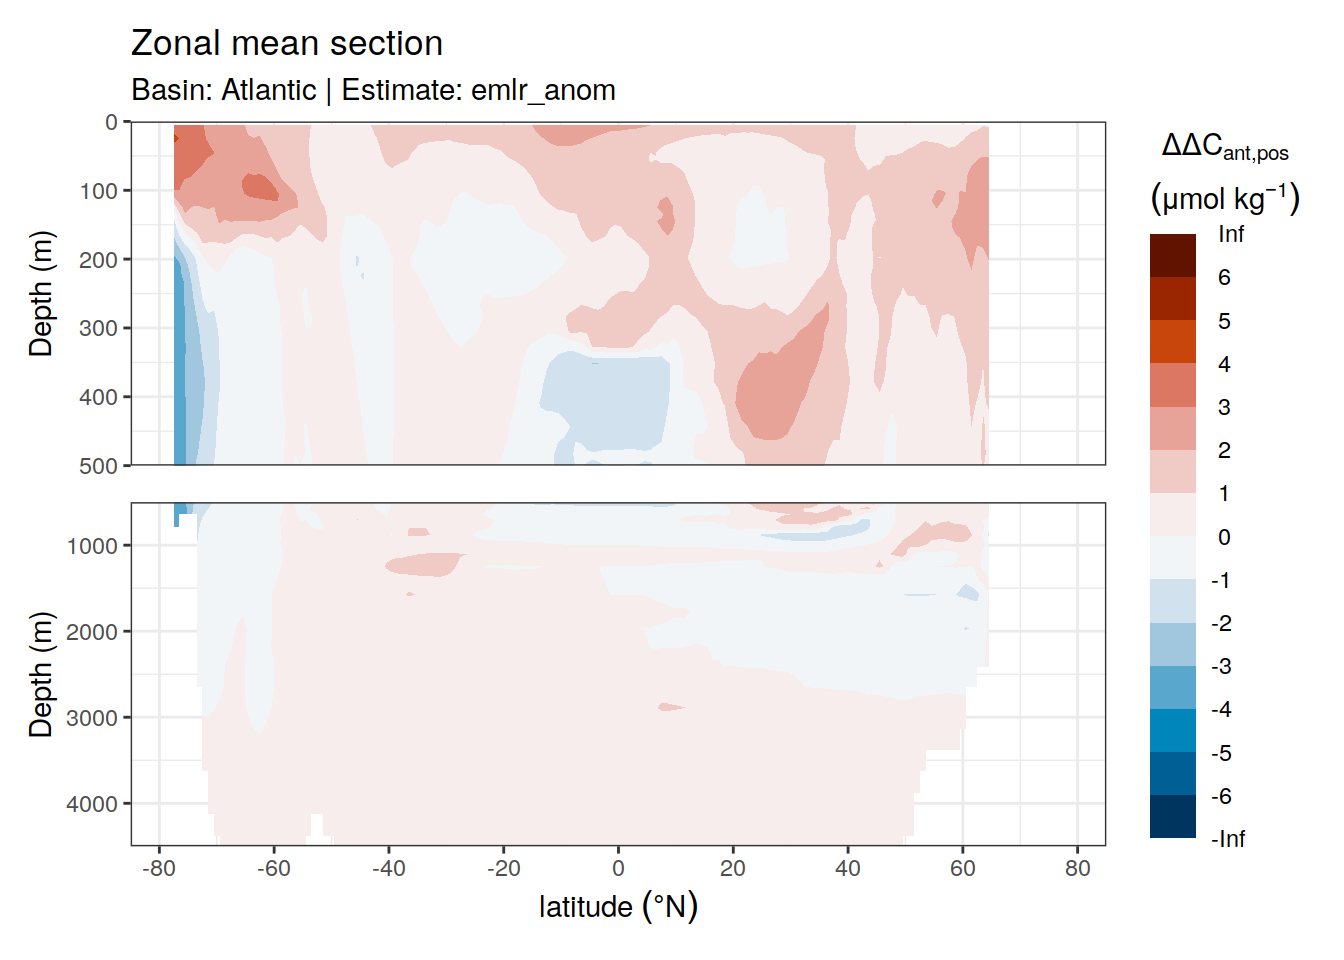 Zonal mean section
Basin: Atlantic | Estimate: emlr_anom
ΔΔCant,pos
(μmol kg⁻¹)
Inf
6
5
4
3
2
1
0
-1
-2
-3
-4
-5
-6
-Inf
Depth (m)
0
100
200
300
400
500
Depth (m)
1000
2000
3000
4000
-80 -60 -40 -20 0 20 40 60 80
latitude (°N)